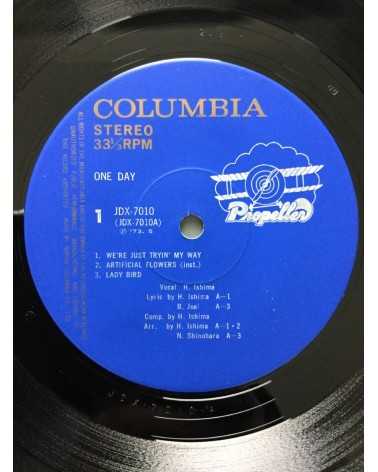 COLUMBIA
STEREO
33⅓RPM
ONE DAY
Propeller
1
JDX-7010
(JDX-7010A)
Ⓟ '73. 6
1. WE'RE JUST TRYIN' MY WAY
2. ARTIFICIAL FLOWERS (inst.)
3. LADY BIRD
Vocal H. Ishima
Lyric by H. Ishima A-1
B. Joel A-3
Comp. by H. Ishima
Arr. by H. Ishima A-1•2
N. Shinohara A-3